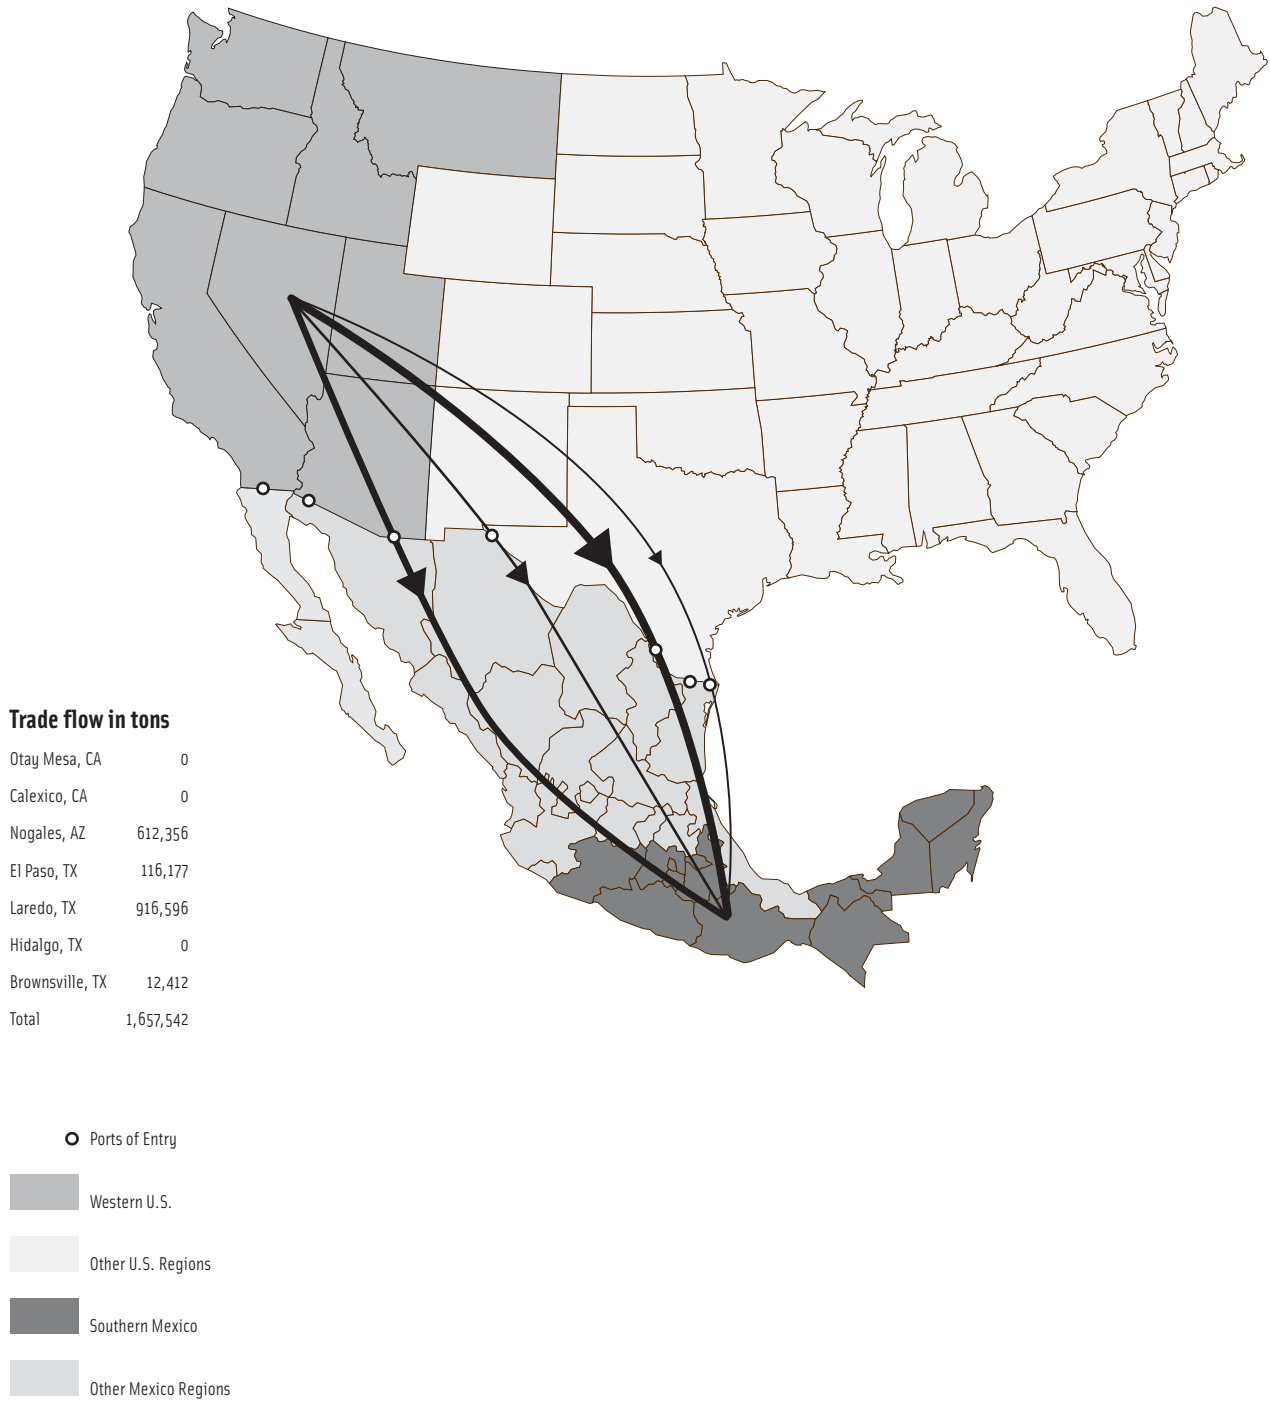 Trade flow in tons
Otay Mesa, CA 0
Calexico, CA 0
Nogales, AZ 612,356
El Paso, TX 116,177
Laredo, TX 916,596
Hidalgo, TX 0
Brownsville, TX 12,412
Total 1,657,542
Ports of Entry
Western U.S.
Other U.S. Regions
Southern Mexico
Other Mexico Regions